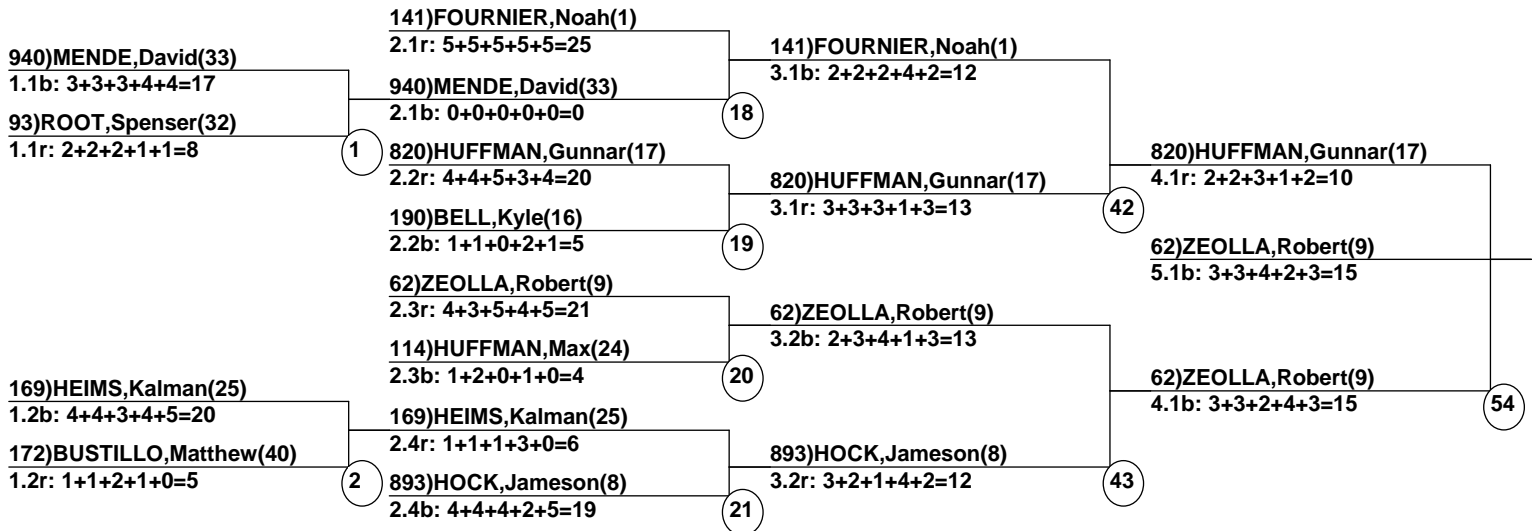 940)MENDE,David(33)
1.1b: 3+3+3+4+4=17
93)ROOT,Spenser(32)
1.1r: 2+2+2+1+1=8
1
169)HEIMS,Kalman(25)
1.2b: 4+4+3+4+5=20
172)BUSTILLO,Matthew(40)
1.2r: 1+1+2+1+0=5
2
141)FOURNIER,Noah(1)
2.1r: 5+5+5+5+5=25
940)MENDE,David(33)
2.1b: 0+0+0+0+0=0
18
820)HUFFMAN,Gunnar(17)
2.2r: 4+4+5+3+4=20
190)BELL,Kyle(16)
2.2b: 1+1+0+2+1=5
19
62)ZEOLLA,Robert(9)
2.3r: 4+3+5+4+5=21
114)HUFFMAN,Max(24)
2.3b: 1+2+0+1+0=4
20
169)HEIMS,Kalman(25)
2.4r: 1+1+1+3+0=6
893)HOCK,Jameson(8)
2.4b: 4+4+4+2+5=19
21
141)FOURNIER,Noah(1)
3.1b: 2+2+2+4+2=12
820)HUFFMAN,Gunnar(17)
3.1r: 3+3+3+1+3=13
42
62)ZEOLLA,Robert(9)
3.2b: 2+3+4+1+3=13
893)HOCK,Jameson(8)
3.2r: 3+2+1+4+2=12
43
820)HUFFMAN,Gunnar(17)
4.1r: 2+2+3+1+2=10
62)ZEOLLA,Robert(9)
5.1b: 3+3+4+2+3=15
62)ZEOLLA,Robert(9)
4.1b: 3+3+2+4+3=15
54